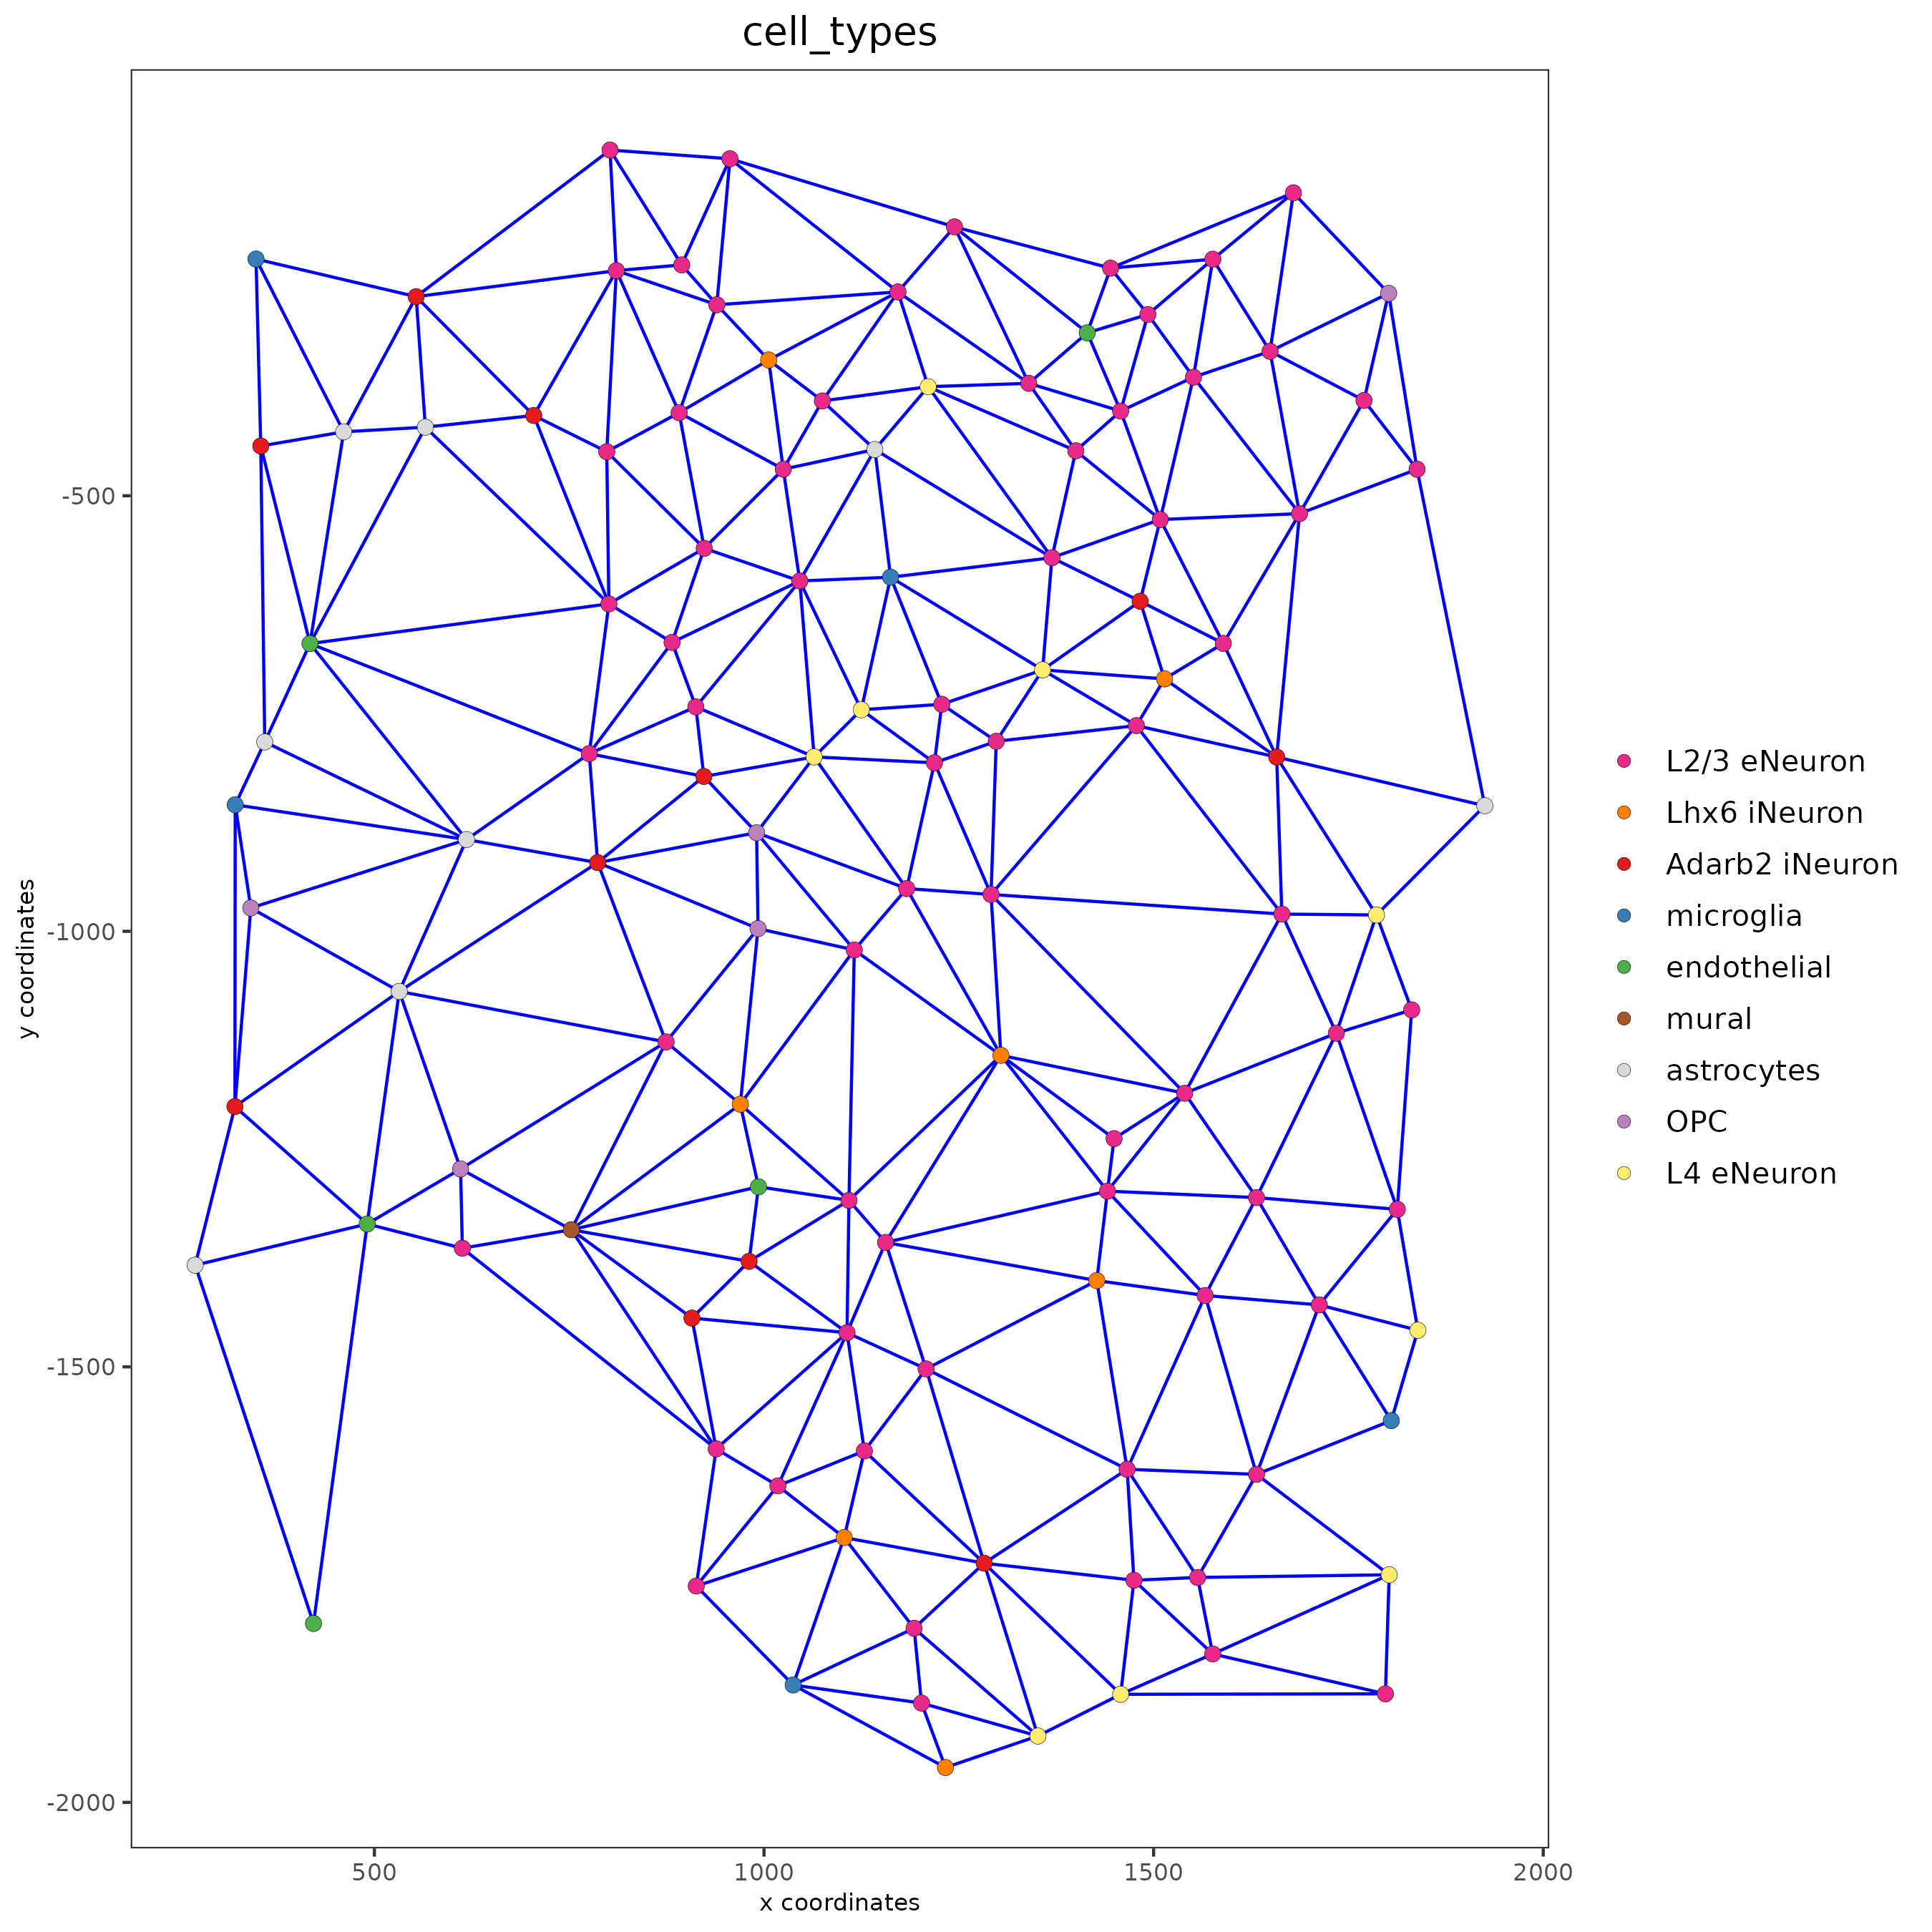 cell_types
y coordinates
-500
-1000
-1500
-2000
500
1000
1500
2000
x coordinates
L2/3 eNeuron
Lhx6 iNeuron
Adarb2 iNeuron
microglia
endothelial
mural
astrocytes
OPC
L4 eNeuron